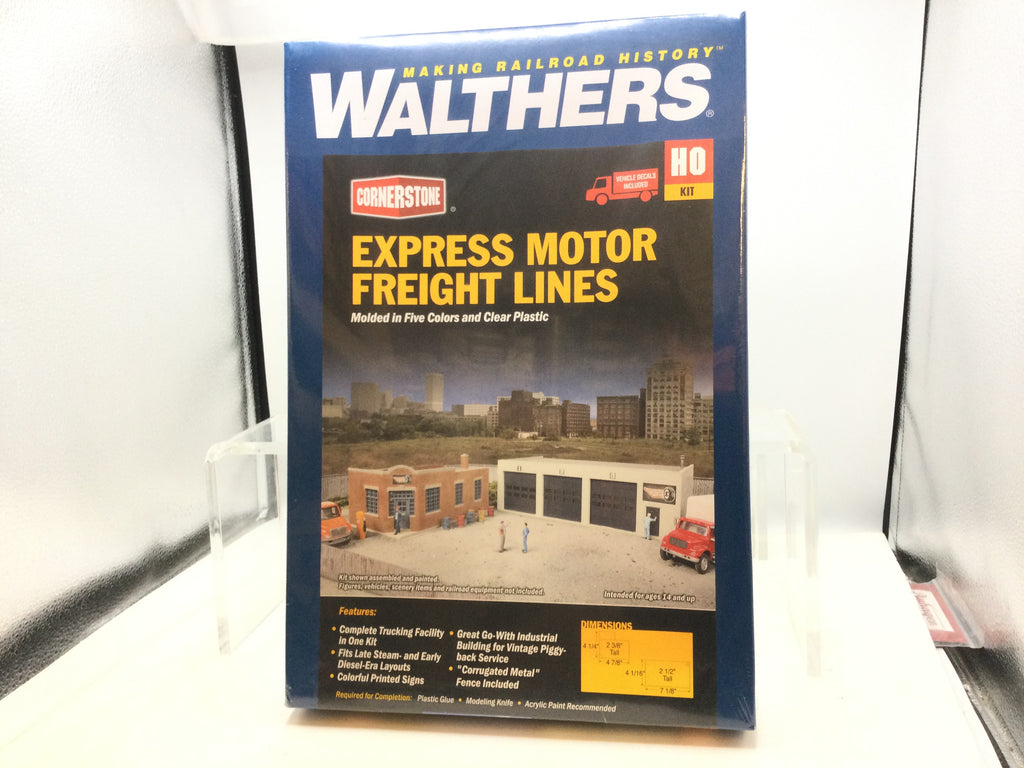 MAKING RAILROAD HISTORY™
WALTHERS®
HO
KIT
VEHICLE DECALS
INCLUDED
CORNERSTONE®
EXPRESS MOTOR
FREIGHT LINES
Molded in Five Colors and Clear Plastic
Kit shown assembled and painted.
Figures, vehicles, scenery items and railroad equipment not included.
Intended for ages 14 and up
Features:
• Complete Trucking Facility
in One Kit
• Fits Late Steam- and Early
Diesel-Era Layouts
• Colorful Printed Signs
• Great Go-With Industrial
Building for Vintage Piggy-
back Service
• "Corrugated Metal"
Fence Included
DIMENSIONS
4 1/4"
2 3/8"
Tall
4 7/8"
4 1/16"
2 1/2"
Tall
7 1/8"
Required for Completion: Plastic Glue • Modeling Knife • Acrylic Paint Recommended